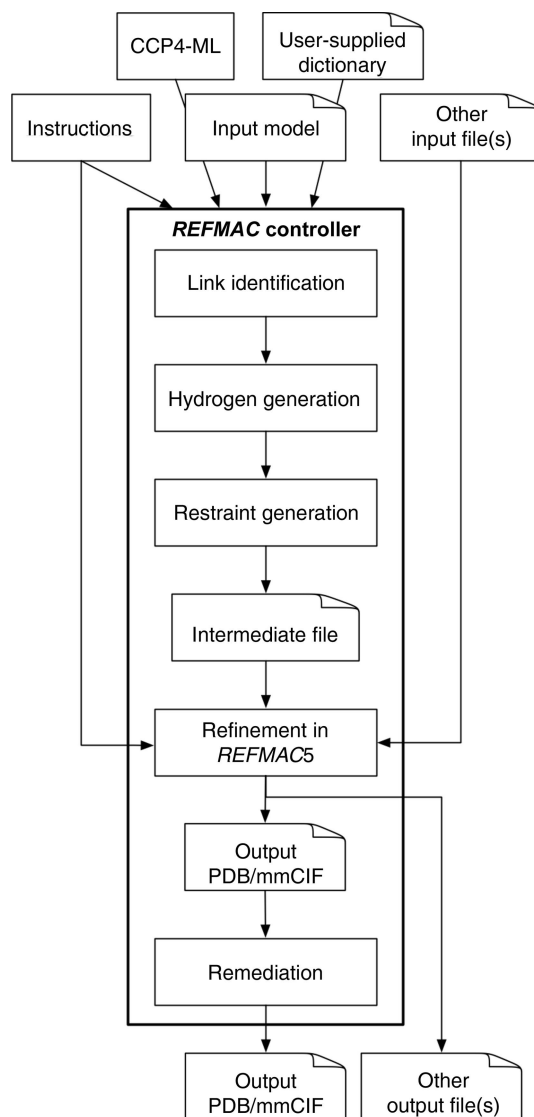 CCP4-ML
User-supplied
dictionary
Instructions
Input model
Other
input file(s)
REFMAC controller
Link identification
Hydrogen generation
Restraint generation
Intermediate file
Refinement in
REFMAC5
Output
PDB/mmCIF
Remediation
Output
PDB/mmCIF
Other
output file(s)